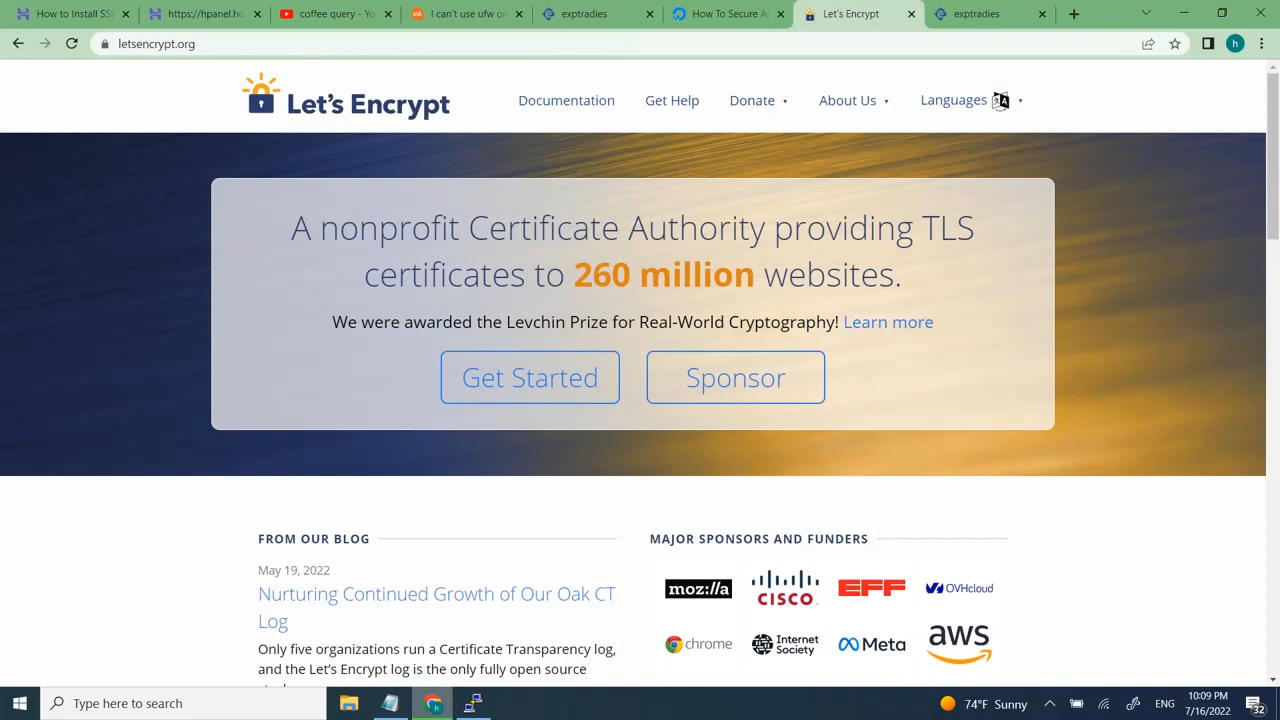 How to Install SS
https://hpanel.ho
coffee query - Yo
I can't use ufw o
exptradies
How To Secure A
Let's Encrypt
exptradies
letsencrypt.org
h
Let's Encrypt
Documentation
Get Help
Donate
About Us
Languages
A nonprofit Certificate Authority providing TLS
certificates to 260 million websites.
We were awarded the Levchin Prize for Real-World Cryptography! Learn more
Get Started
Sponsor
FROM OUR BLOG
May 19, 2022
Nurturing Continued Growth of Our Oak CT
Log
Only five organizations run a Certificate Transparency log,
and the Let's Encrypt log is the only fully open source
MAJOR SPONSORS AND FUNDERS
moz://a
CISCO
EFF
OVHcloud
chrome
Internet
Society
Meta
aws
Type here to search
74°F Sunny
ENG
10:09 PM
7/16/2022
32